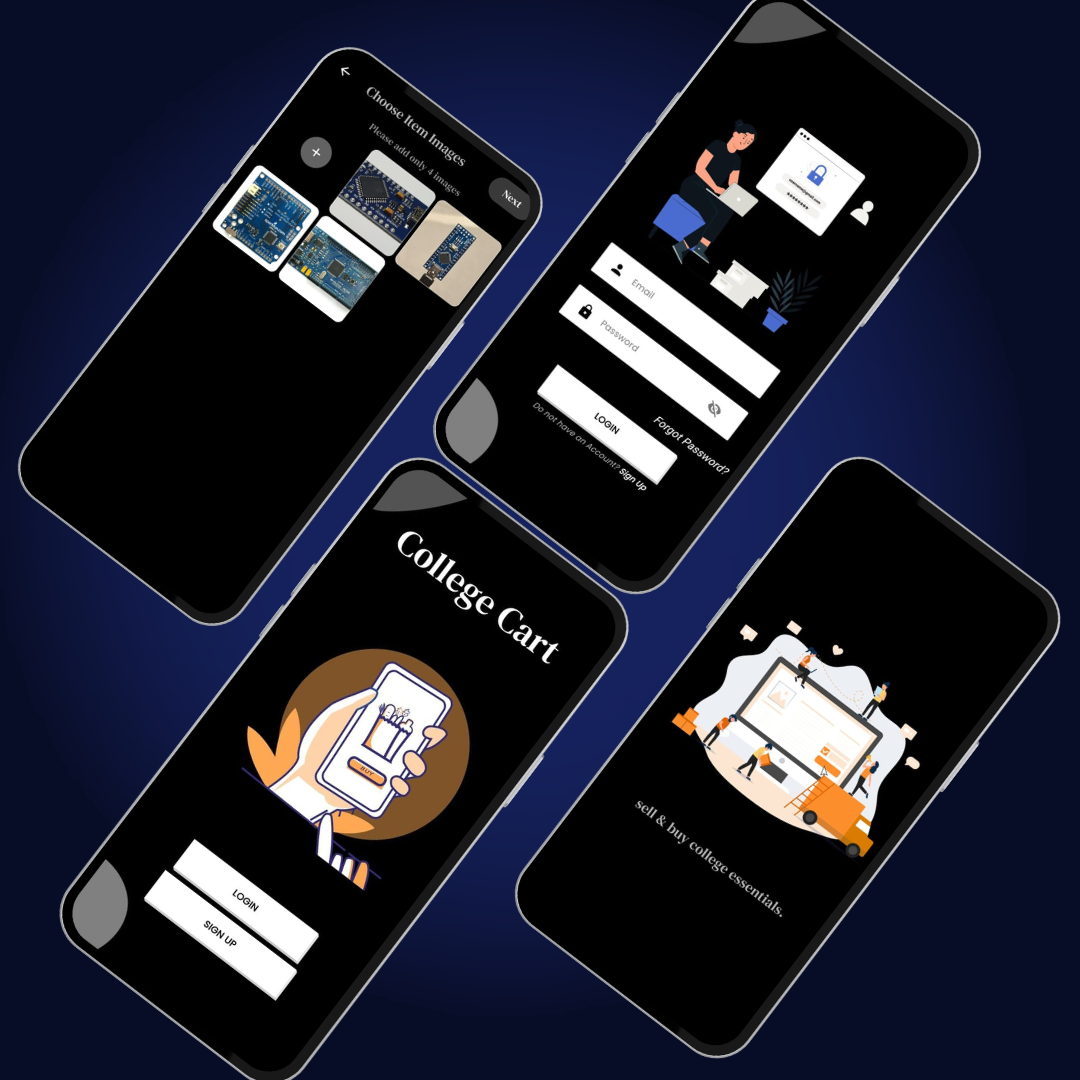 Choose Item Images
Please add only 4 images
Next
Email
Password
LOGIN
Forgot Password?
Do not have an Account? Sign Up
College Cart
BUY
LOGIN
SIGN UP
sell & buy college essentials.